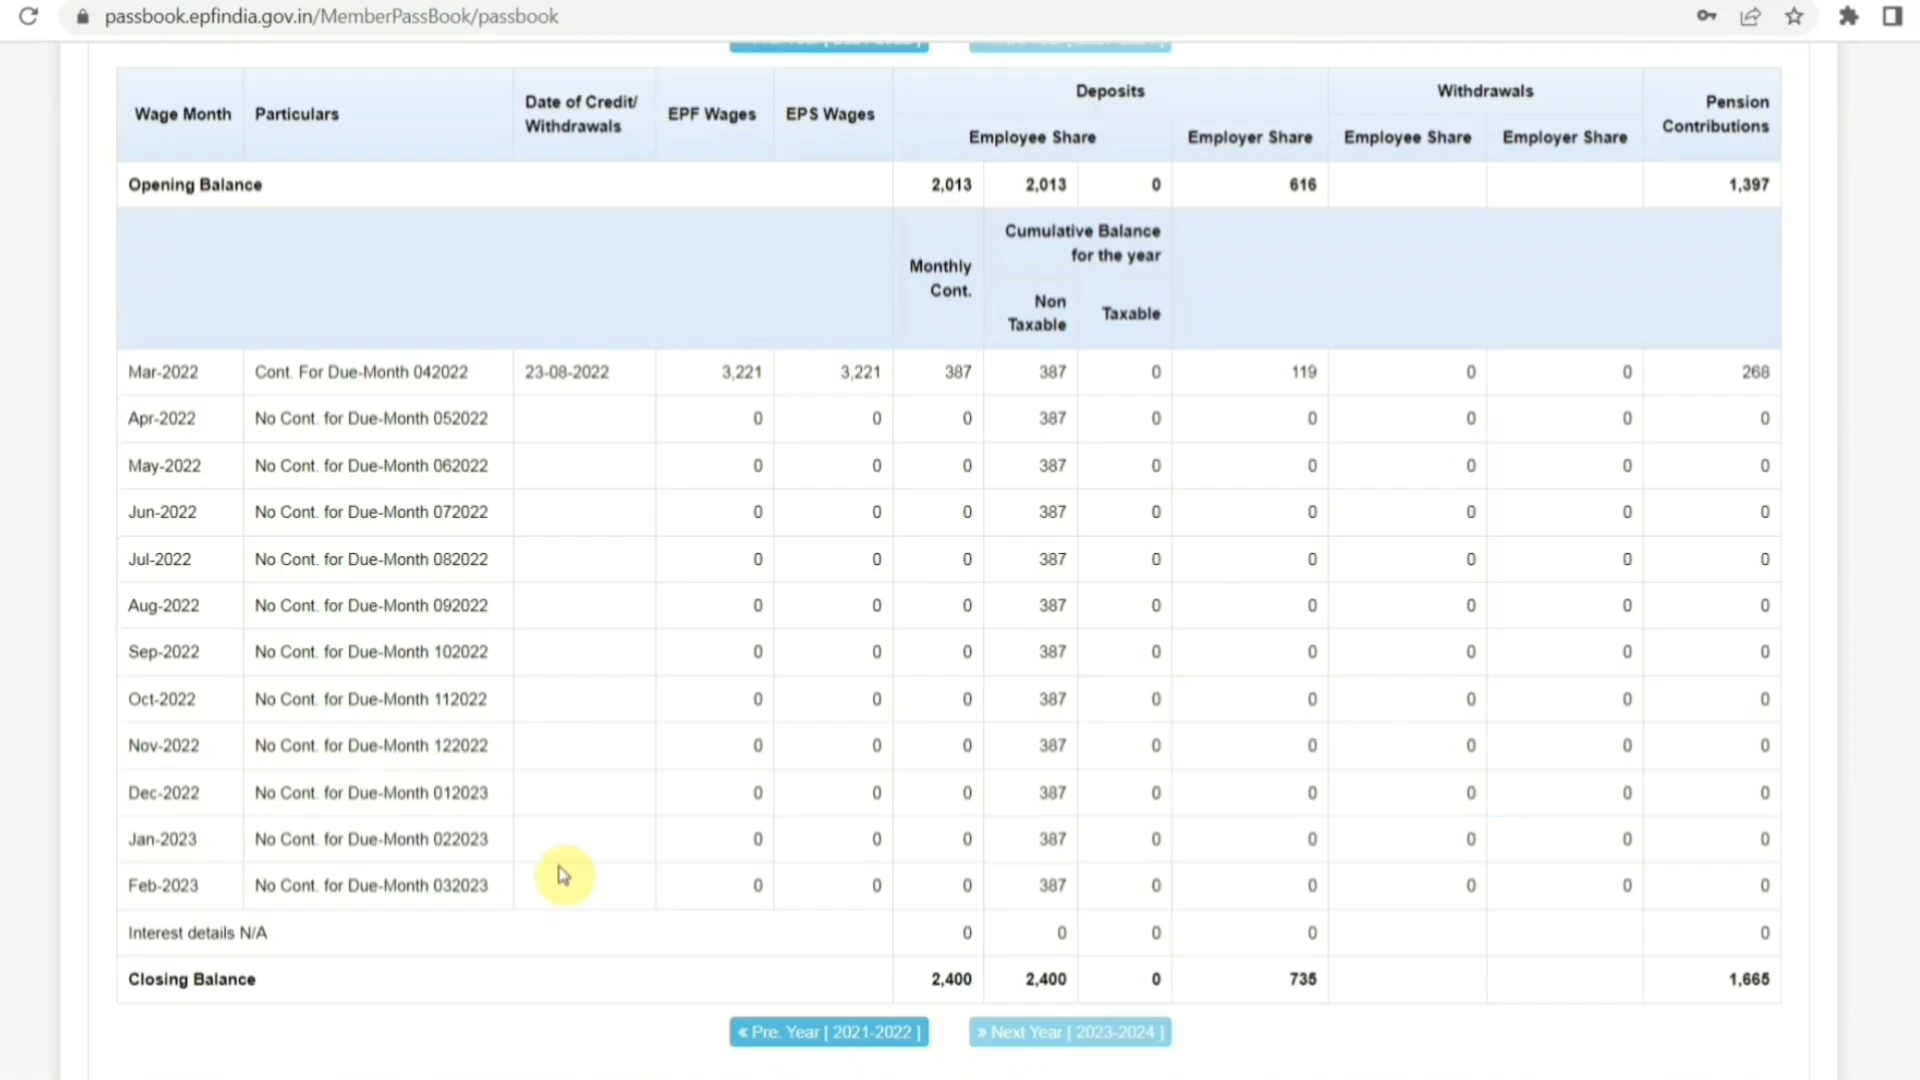 passbook.epfindia.gov.in/MemberPassBook/passbook
Wage Month Particulars Date of Credit/ Withdrawals EPF Wages EPS Wages Deposits Withdrawals Pension Contributions
Employee Share Employer Share Employee Share Employer Share
Opening Balance 2,013 2,013 0 616 1,397
Monthly Cont. Cumulative Balance for the year
Non Taxable Taxable
Mar-2022 Cont. For Due-Month 042022 23-08-2022 3,221 3,221 387 387 0 119 0 0 268
Apr-2022 No Cont. for Due-Month 052022 0 0 0 387 0 0 0 0 0
May-2022 No Cont. for Due-Month 062022 0 0 0 387 0 0 0 0 0
Jun-2022 No Cont. for Due-Month 072022 0 0 0 387 0 0 0 0 0
Jul-2022 No Cont. for Due-Month 082022 0 0 0 387 0 0 0 0 0
Aug-2022 No Cont. for Due-Month 092022 0 0 0 387 0 0 0 0 0
Sep-2022 No Cont. for Due-Month 102022 0 0 0 387 0 0 0 0 0
Oct-2022 No Cont. for Due-Month 112022 0 0 0 387 0 0 0 0 0
Nov-2022 No Cont. for Due-Month 122022 0 0 0 387 0 0 0 0 0
Dec-2022 No Cont. for Due-Month 012023 0 0 0 387 0 0 0 0 0
Jan-2023 No Cont. for Due-Month 022023 0 0 0 387 0 0 0 0 0
Feb-2023 No Cont. for Due-Month 032023 0 0 0 387 0 0 0 0 0
Interest details N/A 0 0 0 0 0
Closing Balance 2,400 2,400 0 735 1,665
« Pre. Year [ 2021-2022 ] » Next Year [ 2023-2024 ]